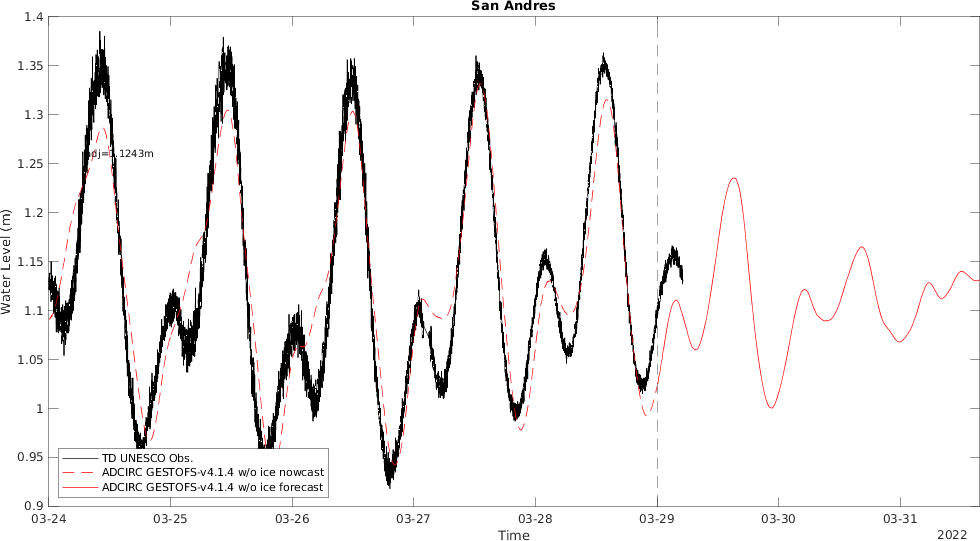 San Andres
1.4
1.35
1.3
1.25
1.2
1.15
1.1
1.05
1
0.95
0.9
Water Level (m)
TD UNESCO Obs.
ADCIRC GESTOFS-v4.1.4 w/o ice nowcast
ADCIRC GESTOFS-v4.1.4 w/o ice forecast
03-24 03-25 03-26 03-27 03-28 03-29 03-30 03-31
Time
2022